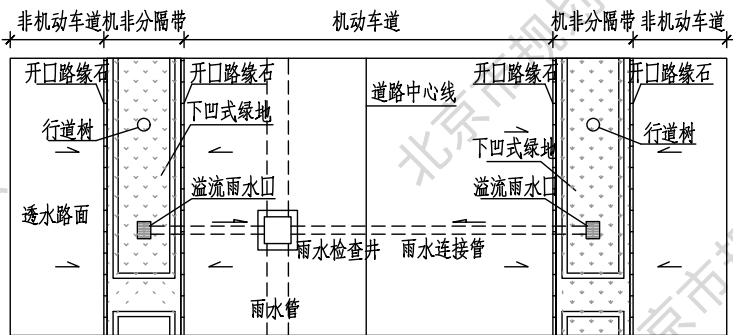 非机动车道 机非分隔带 机动车道 机非分隔带 非机动车道
开口路缘石 开口路缘石 开口路缘石 开口路缘石
道路中心线
下凹式绿地
行道树 行道树
下凹式绿地
溢流雨水口 溢流雨水口
透水路面
雨水检查井 雨水连接管
雨水管
北京市规
北京市规